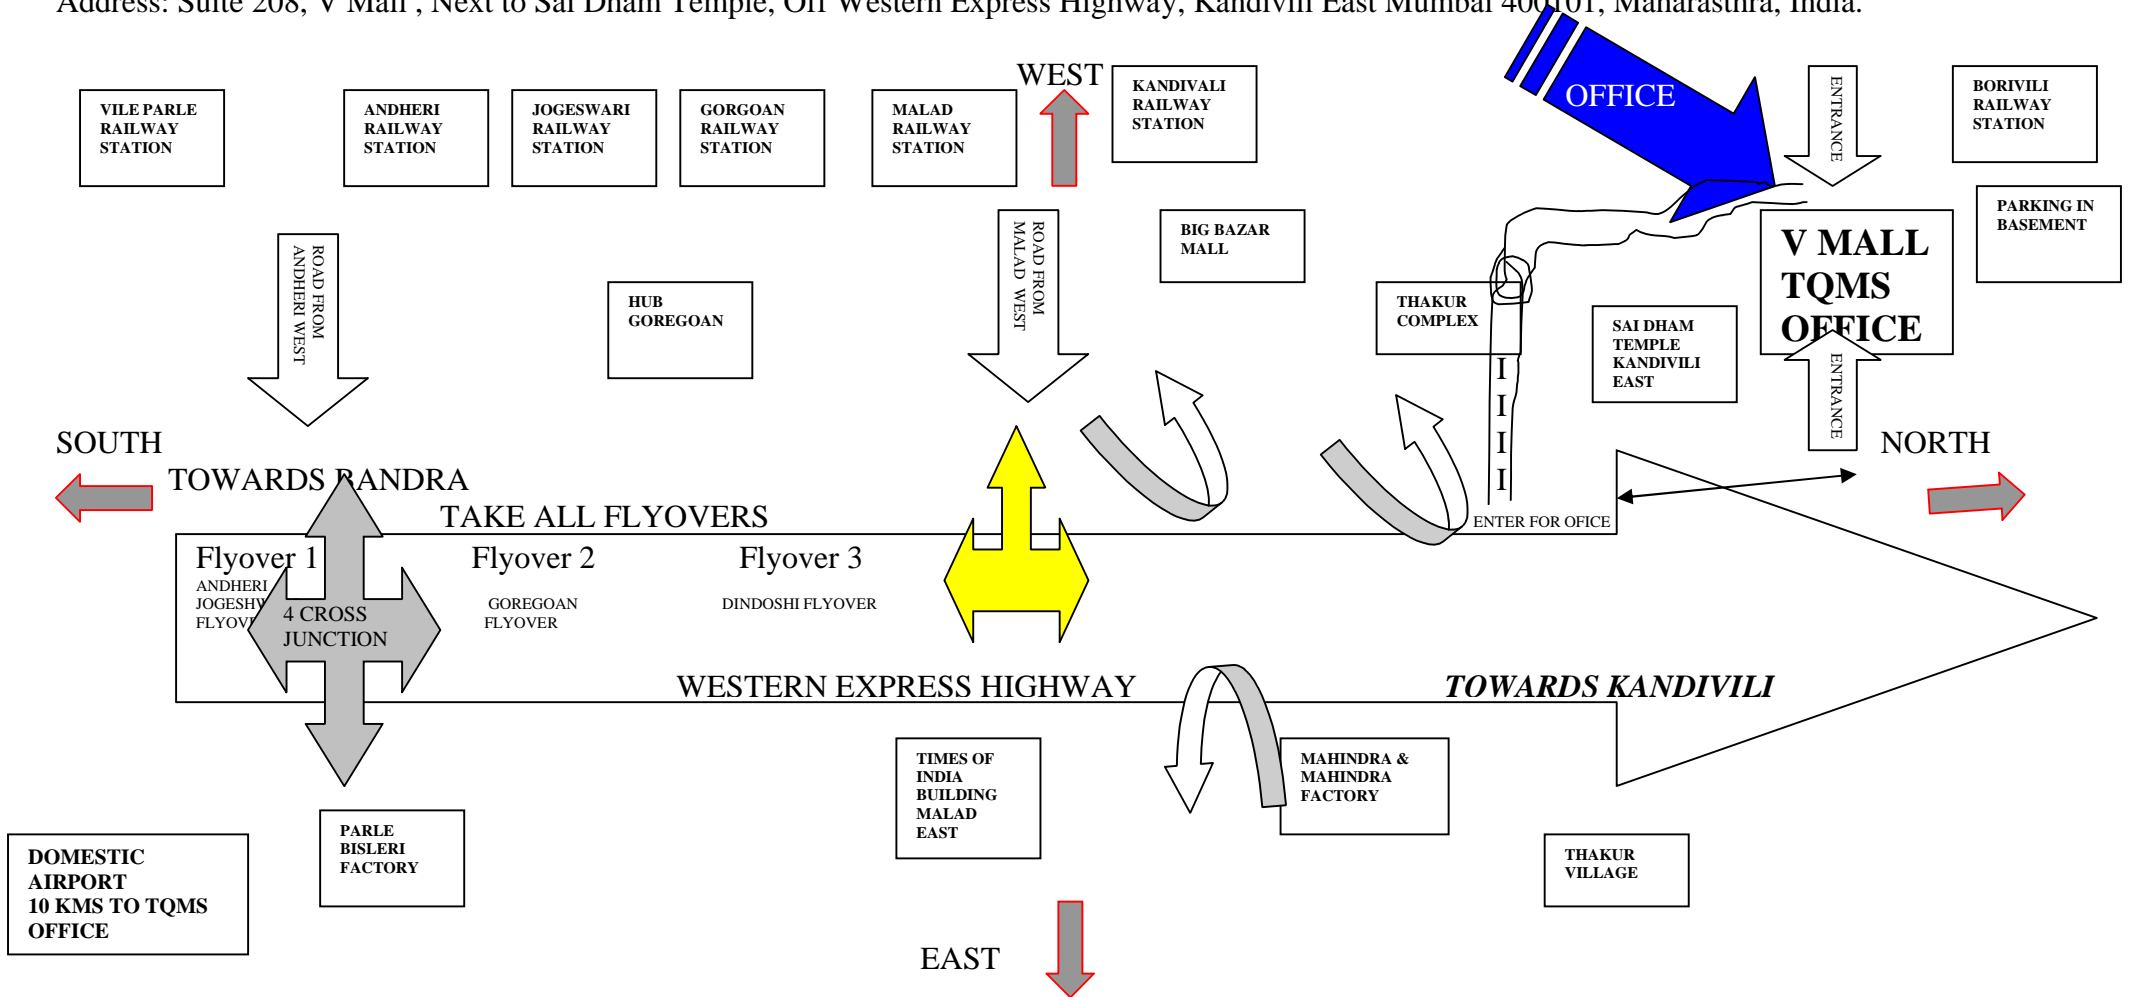 Address: Suite 208, V Mall , Next to Sai Dham Temple, Off Western Express Highway, Kandivili East Mumbai 400101, Maharasthra, India.
WEST
VILE PARLE
RAILWAY
STATION
ANDHERI
RAILWAY
STATION
JOGESWARI
RAILWAY
STATION
GORGOAN
RAILWAY
STATION
MALAD
RAILWAY
STATION
KANDIVALI
RAILWAY
STATION
OFFICE
ENTRANCE
BORIVILI
RAILWAY
STATION
PARKING IN
BASEMENT
ROAD FROM
ANDHERI WEST
HUB
GOREGOAN
ROAD FROM
MALAD WEST
BIG BAZAR
MALL
THAKUR
COMPLEX
SAI DHAM
TEMPLE
KANDIVILI
EAST
V MALL
TQMS
OFFICE
ENTRANCE
I
I
I
I
SOUTH
NORTH
TOWARDS BANDRA
TAKE ALL FLYOVERS
ENTER FOR OFICE
Flyover 1
ANDHERI
FLYOV
4 CROSS
JUNCTION
Flyover 2
GOREGOAN
FLYOVER
Flyover 3
DINDOSHI FLYOVER
WESTERN EXPRESS HIGHWAY
TOWARDS KANDIVILI
TIMES OF
INDIA
BUILDING
MALAD
EAST
MAHINDRA &
MAHINDRA
FACTORY
PARLE
BISLERI
FACTORY
THAKUR
VILLAGE
DOMESTIC
AIRPORT
10 KMS TO TQMS
OFFICE
EAST